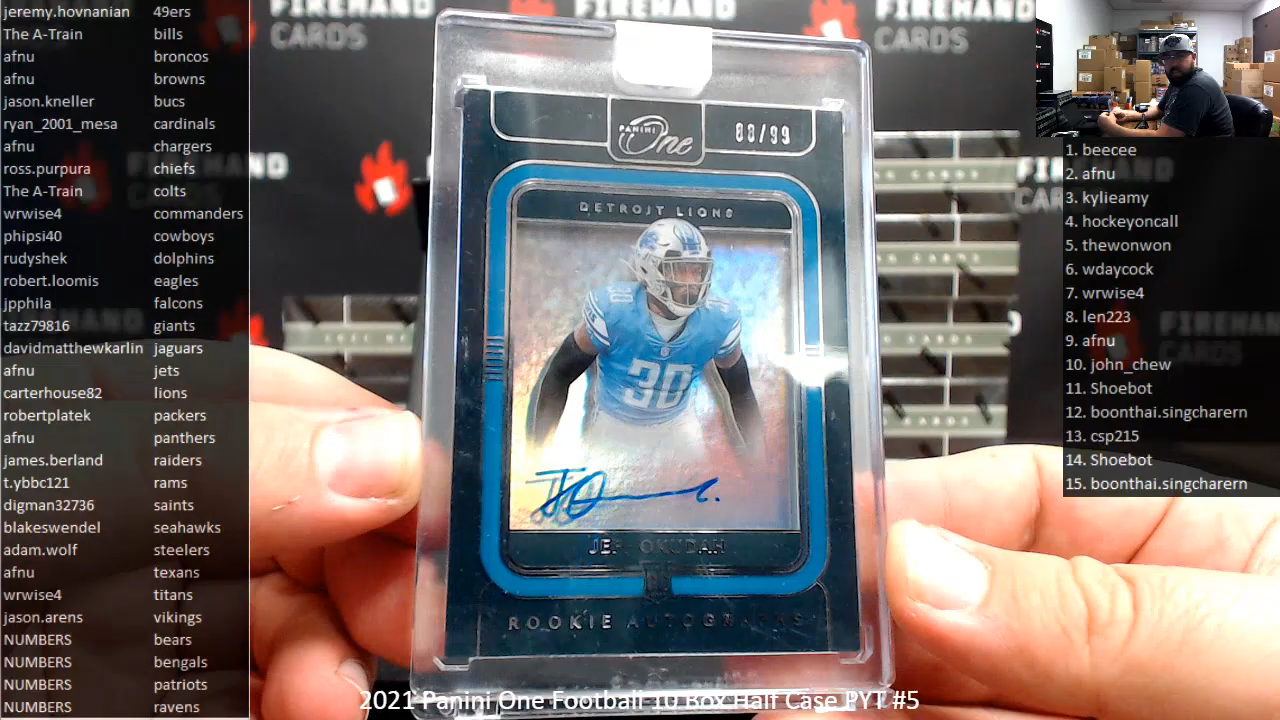 jeremy.hovnanian 49ers
The A-Train bills
afnu broncos
afnu browns
jason.kneller bucs
ryan_2001_mesa cardinals
afnu chargers
ross.purpura chiefs
The A-Train colts
wrwise4 commanders
phipsi40 cowboys
rudyshek dolphins
robert.loomis eagles
jpphila falcons
tazz79816 giants
davidmatthewkarlin jaguars
afnu jets
carterhouse82 lions
robertplatek packers
afnu panthers
james.berland raiders
t.ybbc121 rams
digman32736 saints
blakeswendel seahawks
adam.wolf steelers
afnu texans
wrwise4 titans
jason.arens vikings
NUMBERS bears
NUMBERS bengals
NUMBERS patriots
NUMBERS ravens
FIREHAND
CARDS
FIREHAND
CARDS
PANINI
One
88/99
DETROIT LIONS
30
30
JEFF OKUDAH
ROOKIE AUTOGRAPHS
1. beecee
2. afnu
3. kylieamy
4. hockeyoncall
5. thewonwon
6. wdaycock
7. wrwise4
8. len223
9. afnu
10. john_chew
11. Shoebot
12. boonthai.singcharern
13. csp215
14. Shoebot
15. boonthai.singcharern
2021 Panini One Football 10 Box Half Case PYT #5